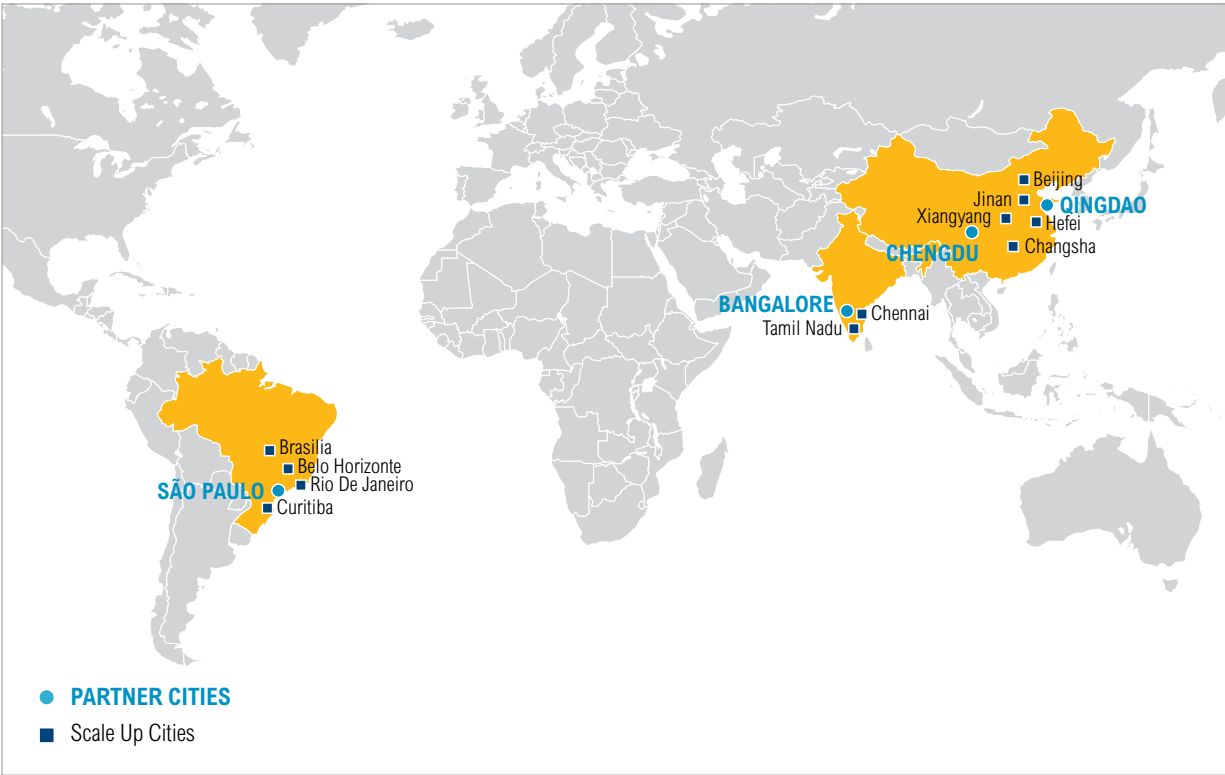 Beijing
Jinan
QINGDAO
Xiangyang
Hefei
CHENGDU
Changsha
BANGALORE
Chennai
Tamil Nadu
Brasilia
Belo Horizonte
Rio De Janeiro
SÃO PAULO
Curitiba
PARTNER CITIES
Scale Up Cities